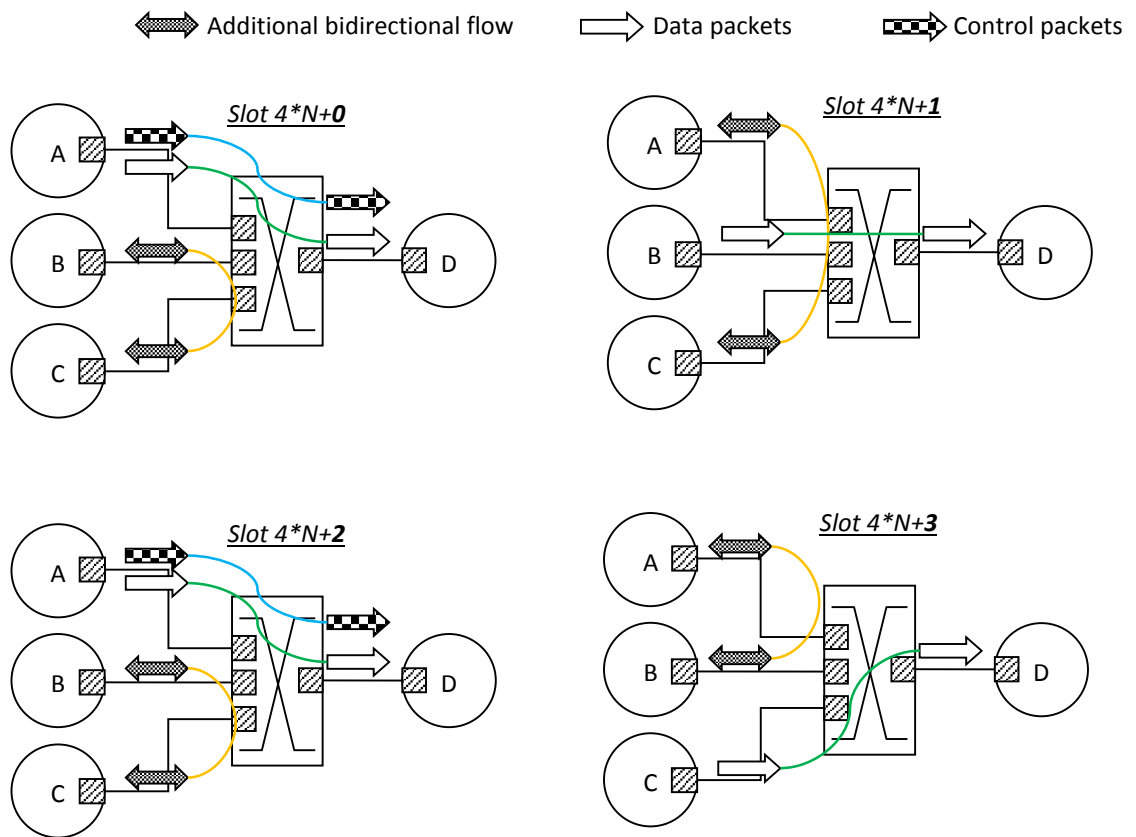 Additional bidirectional flow Data packets Control packets
Slot 4*N+0 Slot 4*N+1
A A
B D B D
C C
Slot 4*N+2 Slot 4*N+3
A A
B D B D
C C